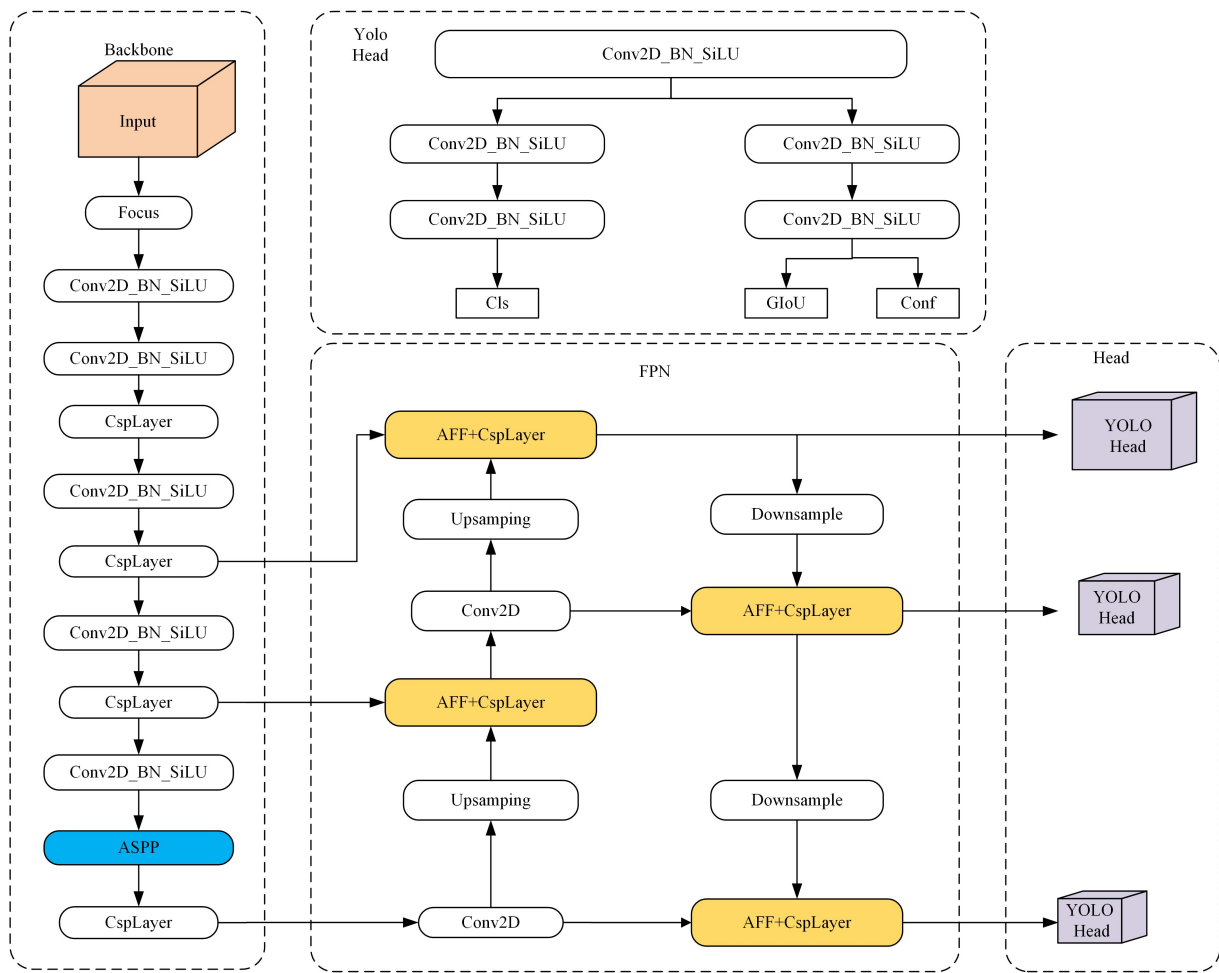 Backbone
Input
Focus
Conv2D_BN_SiLU
Conv2D_BN_SiLU
CspLayer
Conv2D_BN_SiLU
CspLayer
Conv2D_BN_SiLU
CspLayer
Conv2D_BN_SiLU
ASPP
CspLayer
Yolo
Head
Conv2D_BN_SiLU
Conv2D_BN_SiLU
Conv2D_BN_SiLU
Conv2D_BN_SiLU
Conv2D_BN_SiLU
Cls
GIoU
Conf
FPN
AFF+CspLayer
Upsamping
Downsample
Conv2D
AFF+CspLayer
AFF+CspLayer
Upsamping
Downsample
Conv2D
AFF+CspLayer
Head
YOLO
Head
YOLO
Head
YOLO
Head